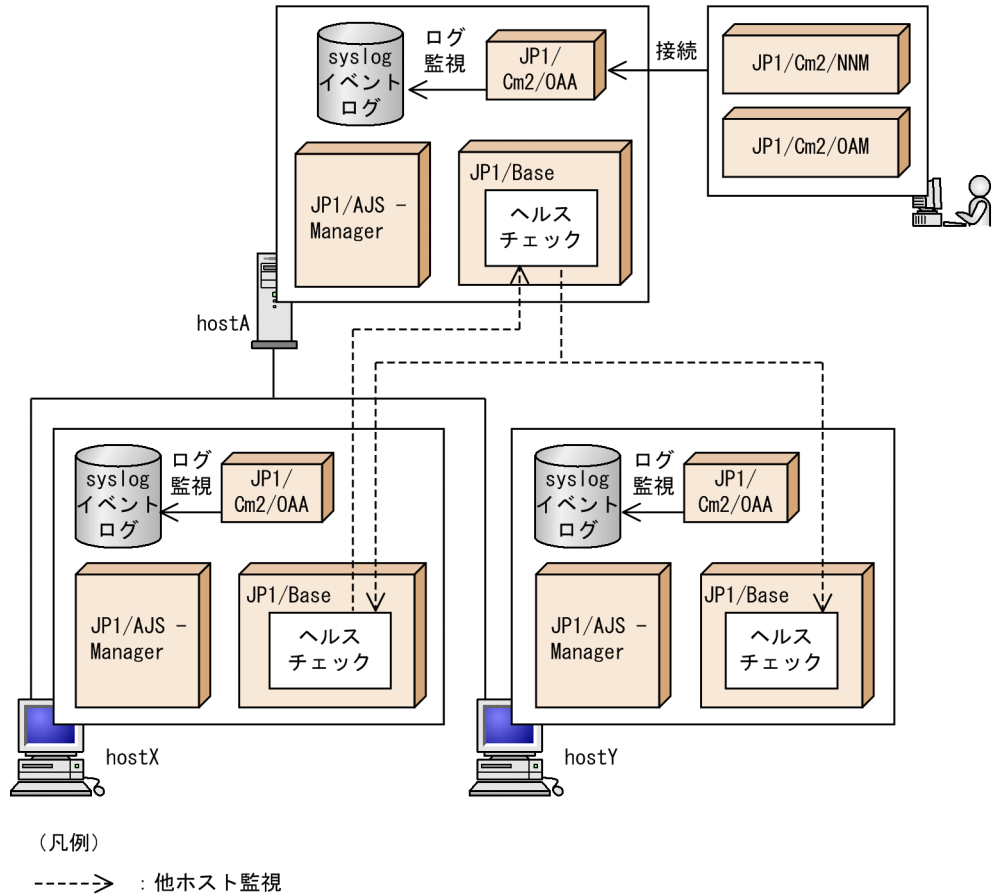 syslog
イベント
ログ
ログ
監視
JP1/
Cm2/OAA
接続
JP1/Cm2/NNM
JP1/Cm2/OAM
JP1/AJS －
Manager
JP1/Base
ヘルス
チェック
hostA
syslog
イベント
ログ
ログ
監視
JP1/
Cm2/OAA
JP1/AJS －
Manager
JP1/Base
ヘルス
チェック
hostX
syslog
イベント
ログ
ログ
監視
JP1/
Cm2/OAA
JP1/AJS －
Manager
JP1/Base
ヘルス
チェック
hostY
（凡例）
：他ホスト監視